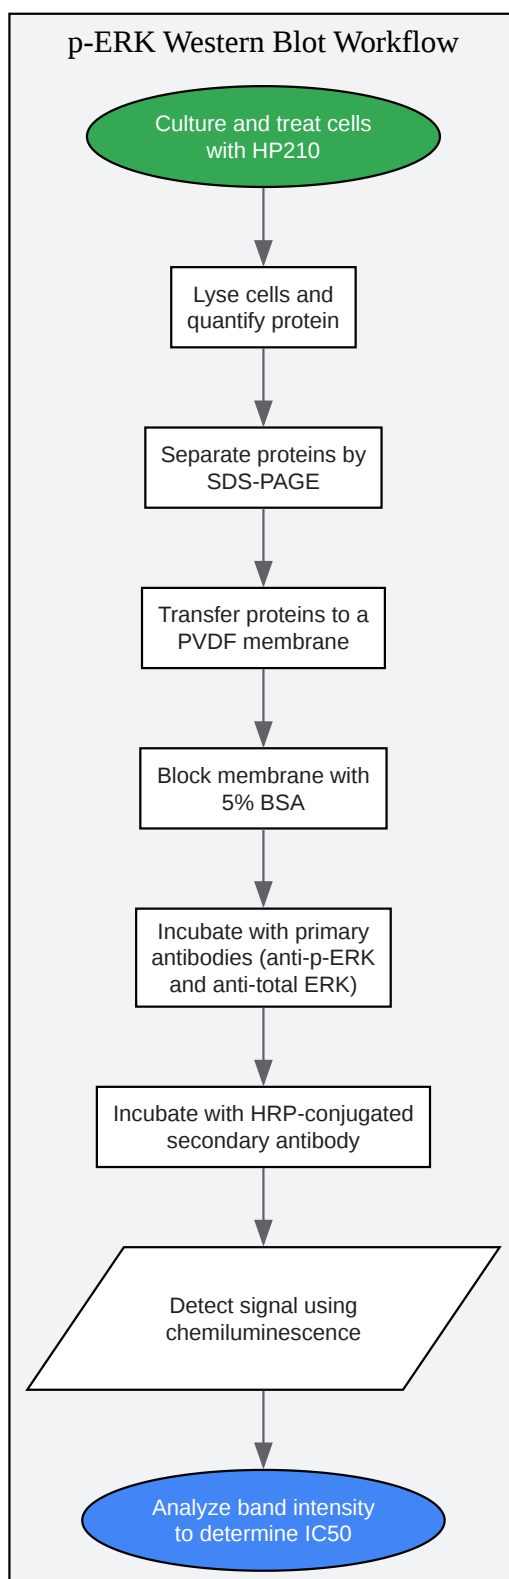 p-ERK Western Blot Workflow
Culture and treat cells
with HP210
Lyse cells and
quantify protein
Separate proteins by
SDS-PAGE
Transfer proteins to a
PVDF membrane
Block membrane with
5% BSA
Incubate with primary
antibodies (anti-p-ERK
and anti-total ERK)
Incubate with HRP-conjugated
secondary antibody
Detect signal using
chemiluminescence
Analyze band intensity
to determine IC50